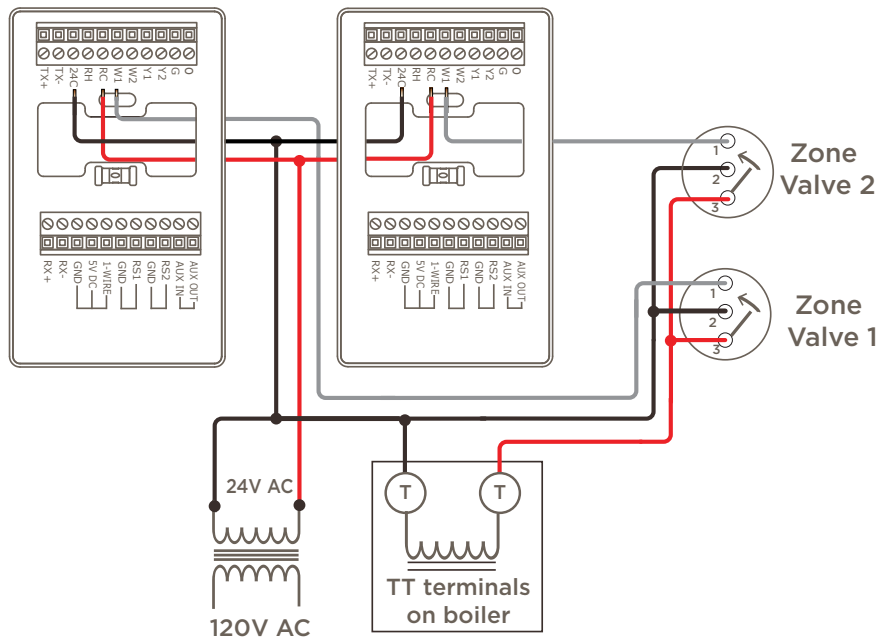 TX+ TX- 24C RH RC W1 W2 Y1 Y2 G O
RX+ RX- GND 5V DC 1-WIRE GND RS1 GND RS2 AUX IN AUX OUT
TX+ TX- 24C RH RC W1 W2 Y1 Y2 G O
RX+ RX- GND 5V DC 1-WIRE GND RS1 GND RS2 AUX IN AUX OUT
1
2
3
Zone
Valve 2
1
2
3
Zone
Valve 1
24V AC
120V AC
T T
TT terminals
on boiler